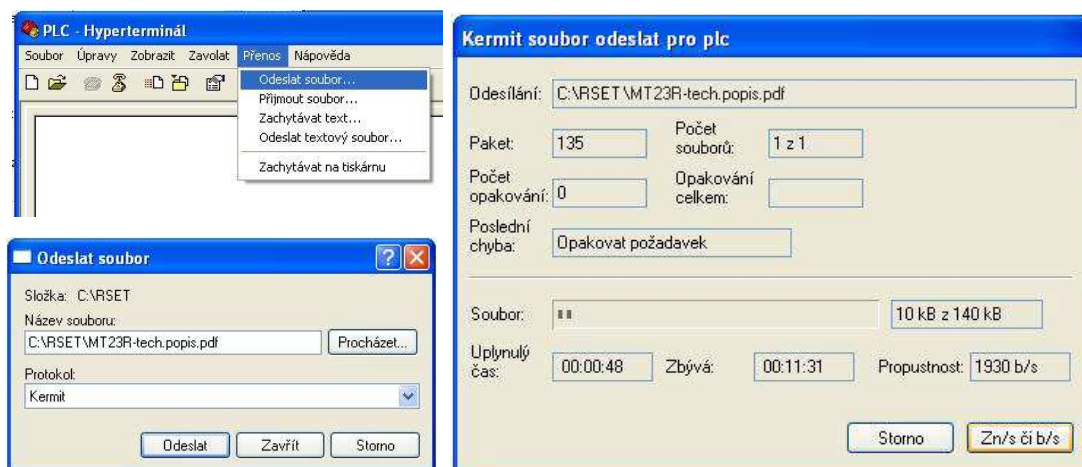 PLC - Hyperterminál
Soubor Úpravy Zobrazit Zavolat Přenos Nápověda
Odeslat soubor...
Přijmout soubor...
Zachytávat text...
Odeslat textový soubor...
Zachytávat na tiskárnu
Odeslat soubor
Složka: C:\RSET
Název souboru:
C:\RSET\MT23R-tech.popis.pdf Procházet...
Protokol:
Kermit
Odeslat Zavřít Storno
Kermit soubor odeslat pro plc
Odesílání: C:\RSET\MT23R-tech.popis.pdf
Paket: 135 Počet souborů: 1 z 1
Počet opakování: 0 Opakování celkem:
Poslední chyba: Opakovat požadavek
Soubor: 10 kB z 140 kB
Uplynulý čas: 00:00:48 Zbývá: 00:11:31 Propustnost: 1930 b/s
Storno Zn/s či b/s